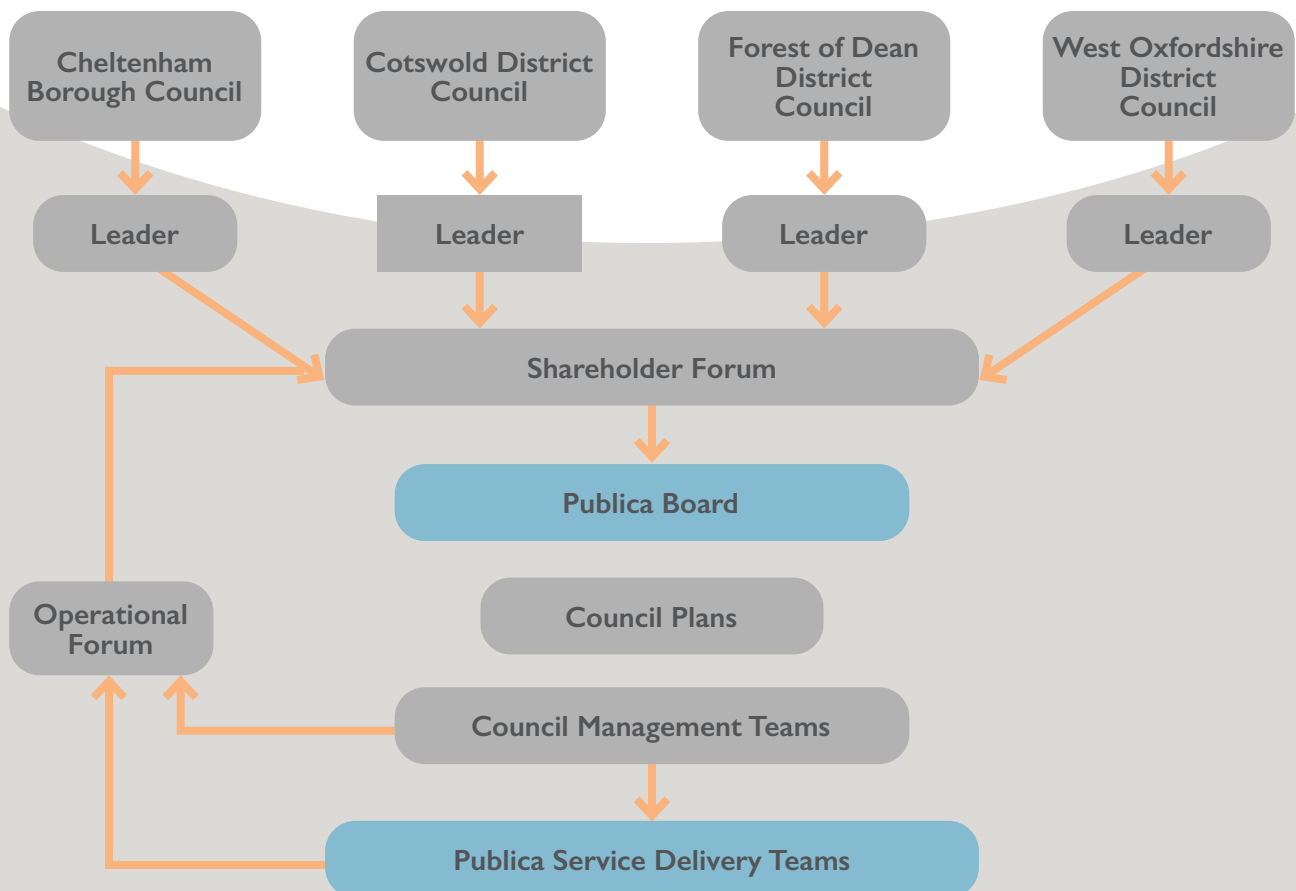 Cheltenham
Borough Council
Cotswold District
Council
Forest of Dean
District
Council
West Oxfordshire
District
Council
Leader
Leader
Leader
Leader
Shareholder Forum
Publica Board
Operational
Forum
Council Plans
Council Management Teams
Publica Service Delivery Teams